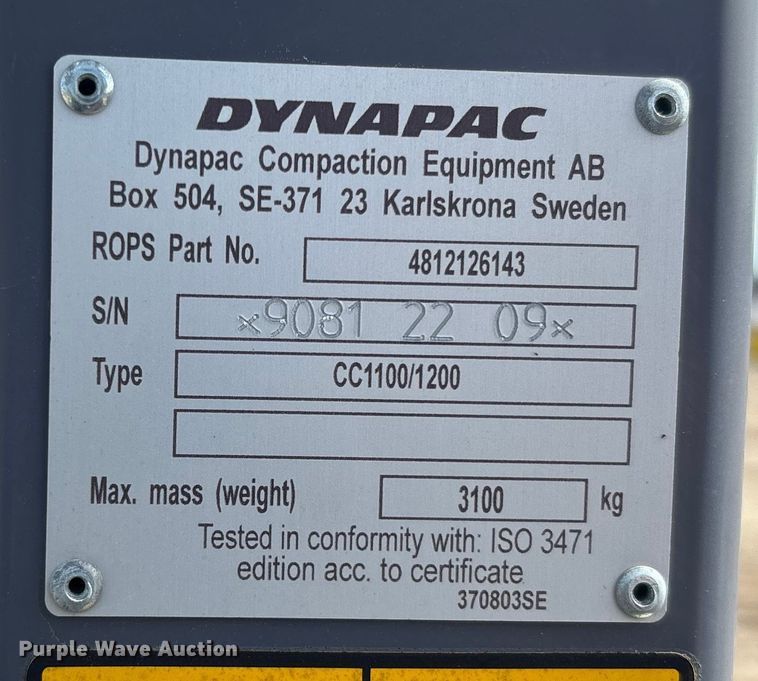 DYNAPAC
Dynapac Compaction Equipment AB
Box 504, SE-371 23 Karlskrona Sweden
ROPS Part No. 4812126143
S/N *9081 22 09*
Type CC1100/1200
Max. mass (weight) 3100 kg
Tested in conformity with: ISO 3471
edition acc. to certificate
370803SE
Purple Wave Auction